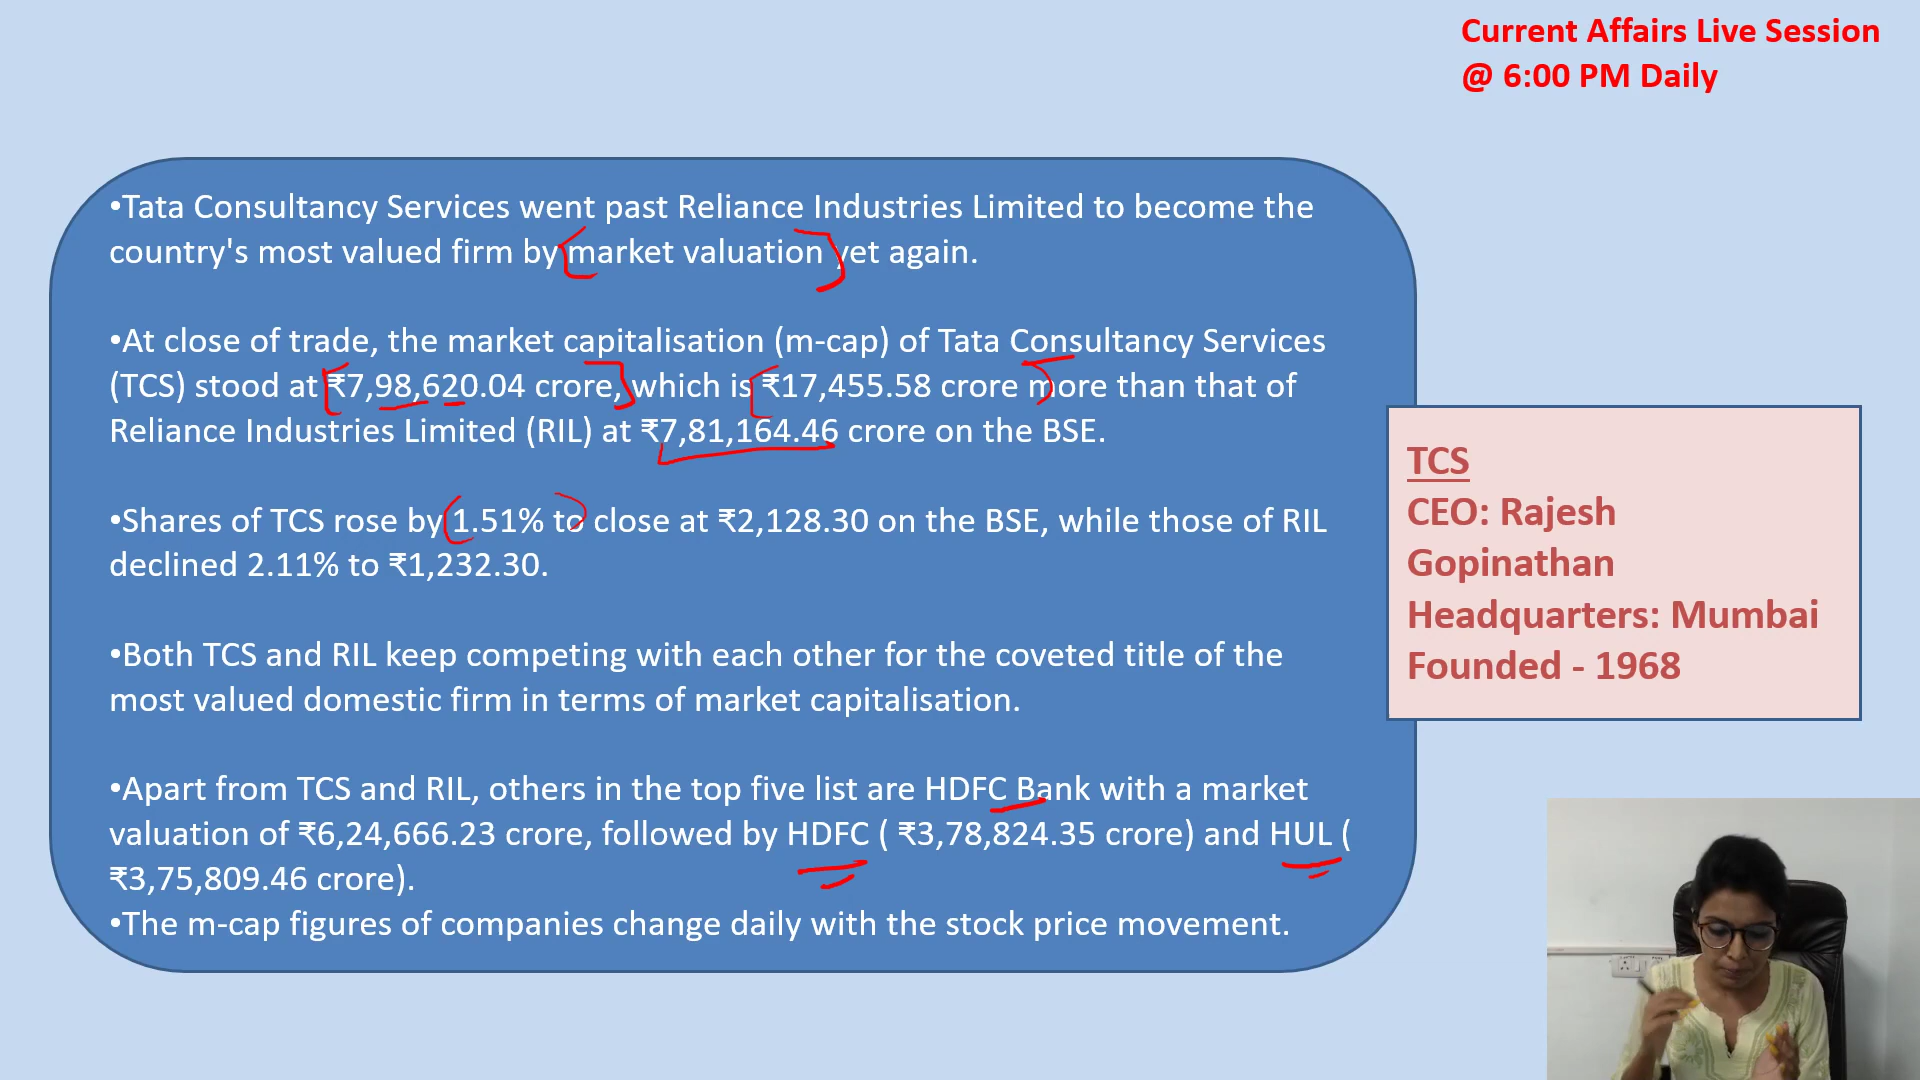 Current Affairs Live Session
@ 6:00 PM Daily
•Tata Consultancy Services went past Reliance Industries Limited to become the
country's most valued firm by market valuation yet again.
•At close of trade, the market capitalisation (m-cap) of Tata Consultancy Services
(TCS) stood at ₹7,98,620.04 crore, which is ₹17,455.58 crore more than that of
Reliance Industries Limited (RIL) at ₹7,81,164.46 crore on the BSE.
•Shares of TCS rose by 1.51% to close at ₹2,128.30 on the BSE, while those of RIL
declined 2.11% to ₹1,232.30.
•Both TCS and RIL keep competing with each other for the coveted title of the
most valued domestic firm in terms of market capitalisation.
•Apart from TCS and RIL, others in the top five list are HDFC Bank with a market
valuation of ₹6,24,666.23 crore, followed by HDFC ( ₹3,78,824.35 crore) and HUL (
₹3,75,809.46 crore).
•The m-cap figures of companies change daily with the stock price movement.
TCS
CEO: Rajesh
Gopinathan
Headquarters: Mumbai
Founded - 1968